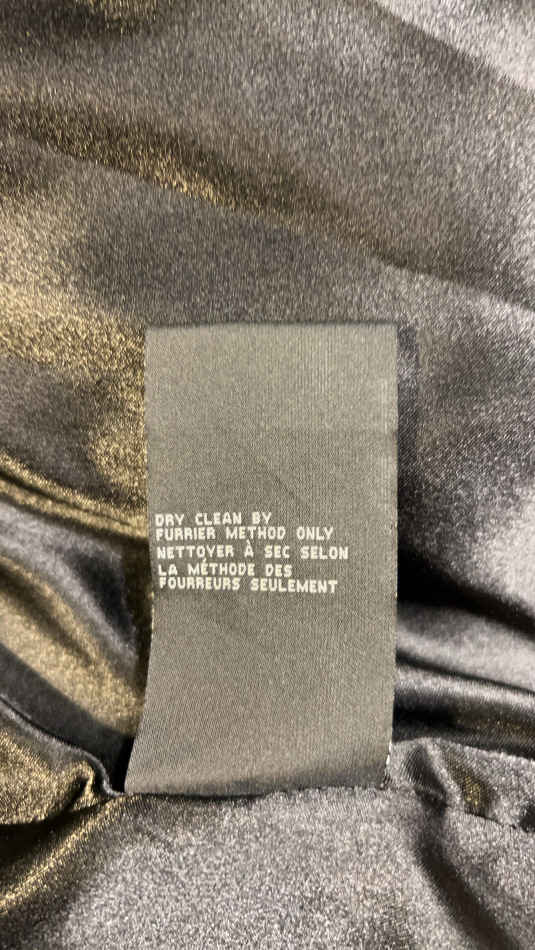 DRY CLEAN BY
FURRIER METHOD ONLY
NETTOYER À SEC SELON
LA MÉTHODE DES
FOURREURS SEULEMENT